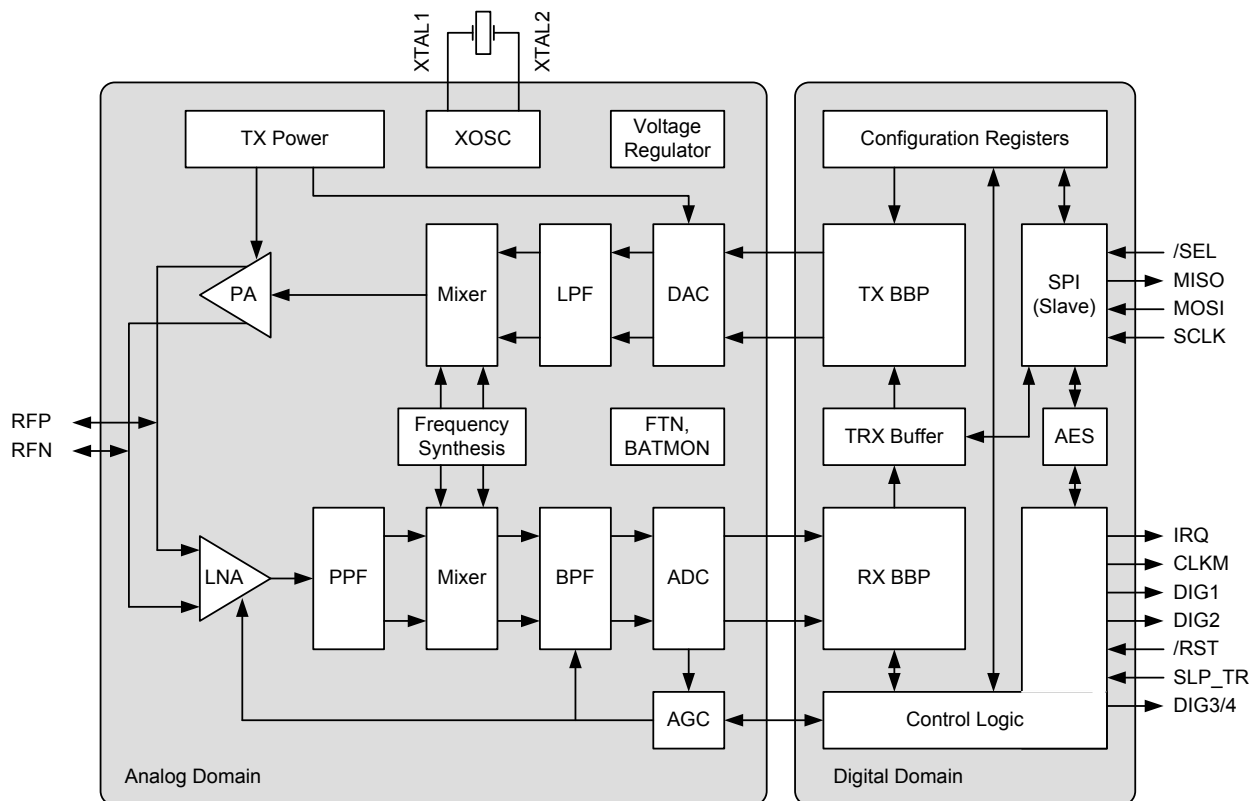 XTAL1
XTAL2
TX Power
XOSC
Voltage
Regulator
Configuration Registers
PA
Mixer
LPF
DAC
TX BBP
SPI
(Slave)
/SEL
MISO
MOSI
SCLK
RFP
RFN
Frequency
Synthesis
FTN,
BATMON
TRX Buffer
AES
LNA
PPF
Mixer
BPF
ADC
RX BBP
IRQ
CLKM
DIG1
DIG2
/RST
SLP_TR
DIG3/4
AGC
Control Logic
Analog Domain
Digital Domain